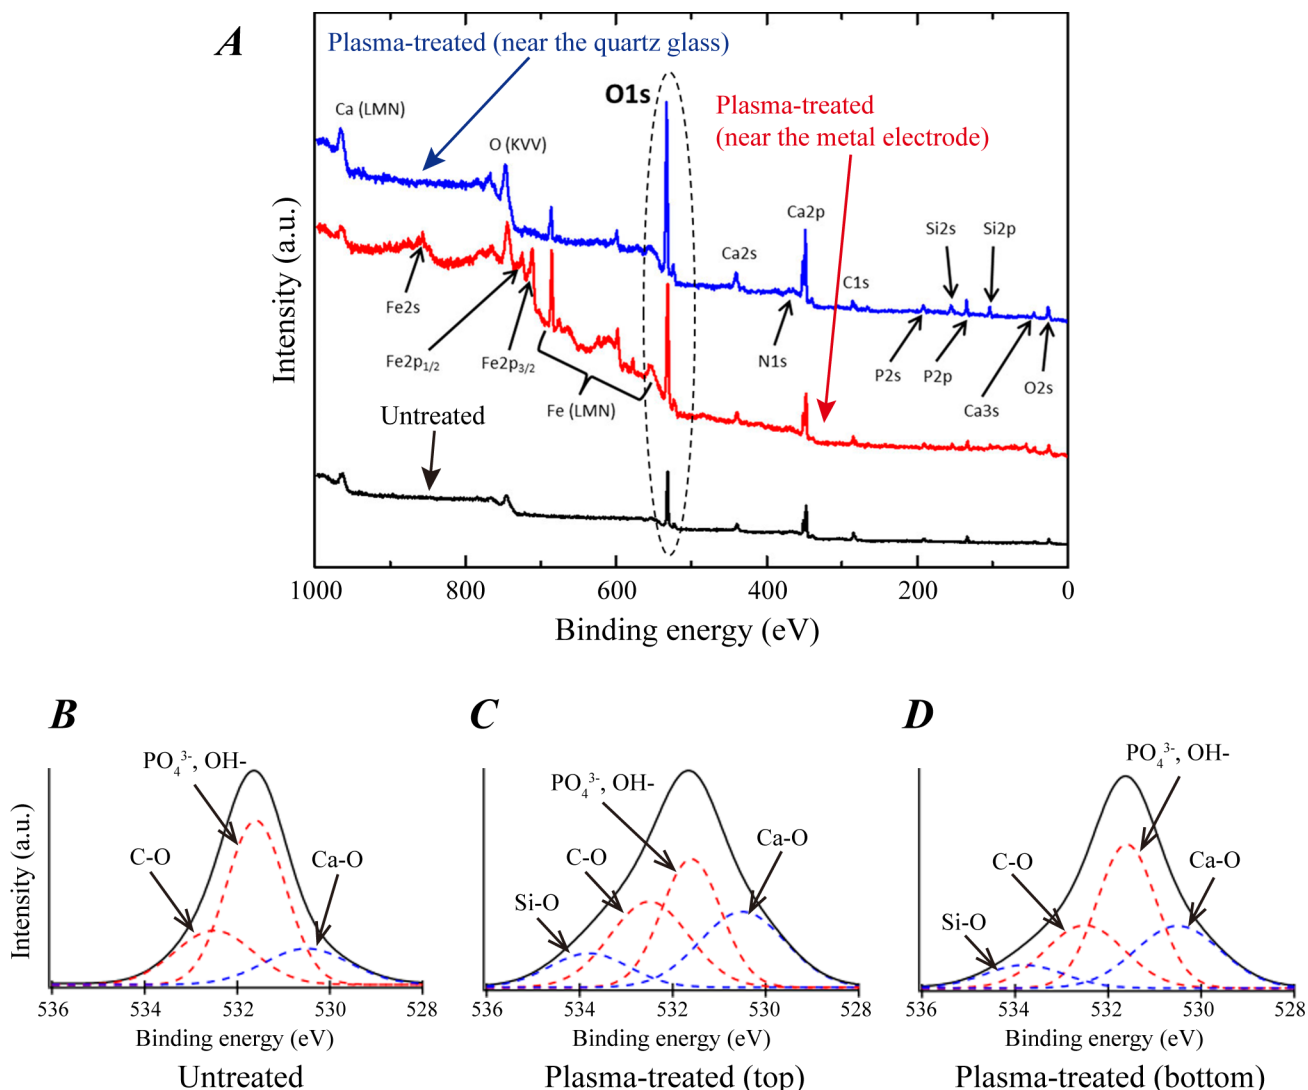 A
Plasma-treated (near the quartz glass)
Ca (LMN)
O (KVV)
O1s
Plasma-treated
(near the metal electrode)
Ca2p
Ca2s
C1s
Si2s
Si2p
Fe2s
Fe2p1/2
Fe2p3/2
Fe (LMN)
N1s
P2s
P2p
Ca3s
O2s
Untreated
Intensity (a.u.)
1000
800
600
400
200
0
Binding energy (eV)
B
PO₄³⁻, OH-
C-O
Ca-O
Intensity (a.u.)
536
534
532
530
528
Binding energy (eV)
Untreated
C
PO₄³⁻, OH-
C-O
Ca-O
Si-O
536
534
532
530
528
Binding energy (eV)
Plasma-treated (top)
D
PO₄³⁻, OH-
C-O
Ca-O
Si-O
536
534
532
530
528
Binding energy (eV)
Plasma-treated (bottom)